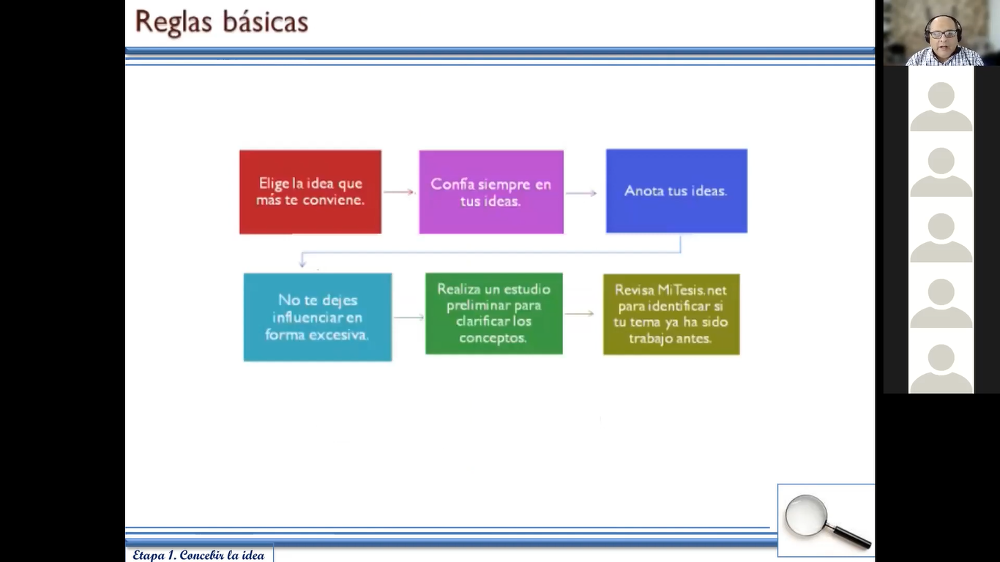 Reglas básicas
Elige la idea que
más te conviene.
Confía siempre en
tus ideas.
Anota tus ideas.
No te dejes
influenciar en
forma excesiva.
Realiza un estudio
preliminar para
clarificar los
conceptos.
Revisa MiTesis.net
para identificar si
tu tema ya ha sido
trabajo antes.
Etapa 1. Concebir la idea